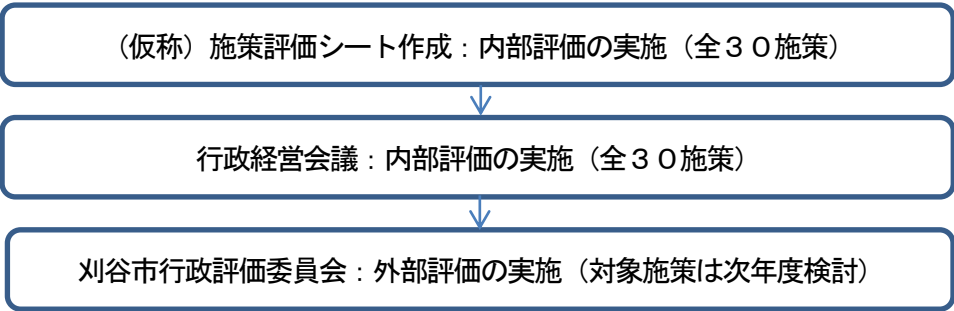 （仮称）施策評価シート作成：内部評価の実施（全３０施策）
行政経営会議：内部評価の実施（全３０施策）
刈谷市行政評価委員会：外部評価の実施（対象施策は次年度検討）